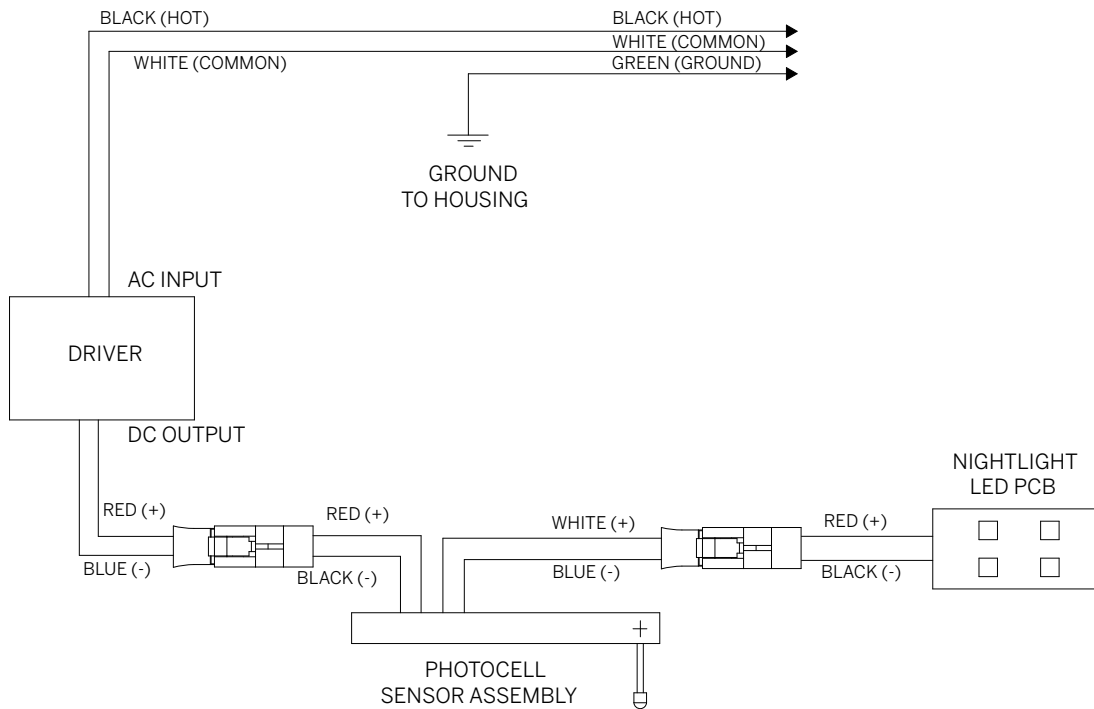 BLACK (HOT)
BLACK (HOT)
WHITE (COMMON)
WHITE (COMMON)
GREEN (GROUND)
GROUND
TO HOUSING
AC INPUT
DRIVER
DC OUTPUT
NIGHTLIGHT
LED PCB
RED (+)
RED (+)
WHITE (+)
RED (+)
BLUE (-)
BLACK (-)
BLUE (-)
BLACK (-)
PHOTOCELL
SENSOR ASSEMBLY